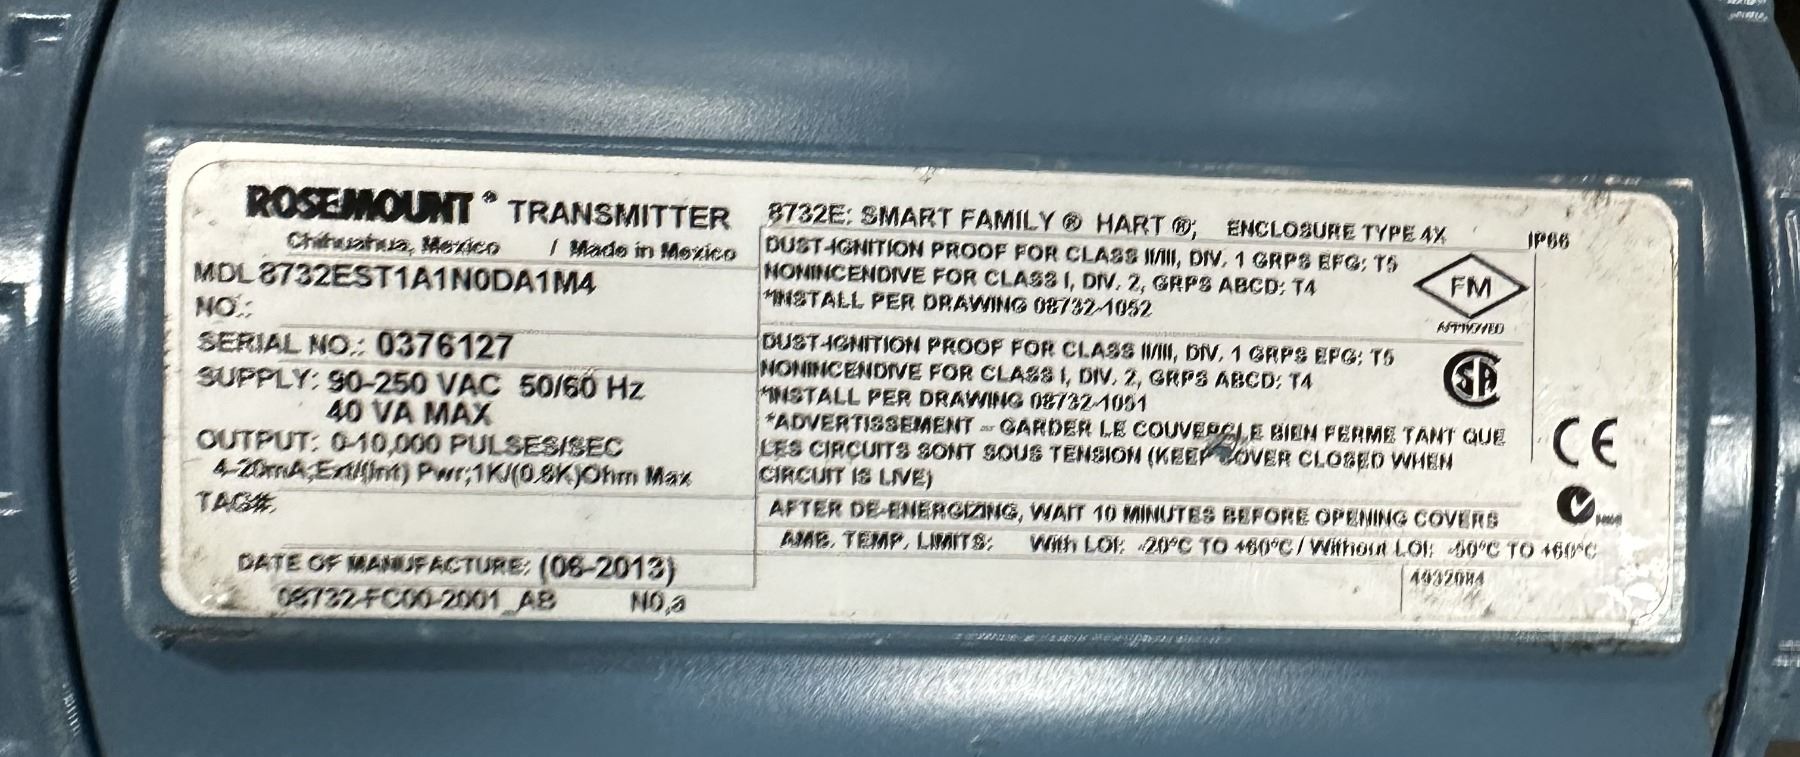 ROSEMOUNT® TRANSMITTER
Chihuahua, Mexico / Made in Mexico
MDL 8732EST1A1N0DA1M4
NO.:
SERIAL NO.: 0376127
SUPPLY: 90-250 VAC 50/60 Hz
40 VA MAX
OUTPUT: 0-10,000 PULSES/SEC
4-20mA;Ext/(Int) Pwr;1K/(0.6K)Ohm Max
TAG#:
DATE OF MANUFACTURE: (06-2013)
08732-FC00-2001_AB N0,a
8732E: SMART FAMILY ® HART ®; ENCLOSURE TYPE 4X IP66
DUST-IGNITION PROOF FOR CLASS II/III, DIV. 1 GRPS EFG; T5
NONINCENDIVE FOR CLASS I, DIV. 2, GRPS ABCD; T4
*INSTALL PER DRAWING 08732-1052
FM
APPROVED
DUST-IGNITION PROOF FOR CLASS II/III, DIV. 1 GRPS EFG; T5
NONINCENDIVE FOR CLASS I, DIV. 2, GRPS ABCD; T4
*INSTALL PER DRAWING 08732-1051
SA
*ADVERTISSEMENT - GARDER LE COUVERCLE BIEN FERME TANT QUE
LES CIRCUITS SONT SOUS TENSION (KEEP COVER CLOSED WHEN
CIRCUIT IS LIVE)
CE
AFTER DE-ENERGIZING, WAIT 10 MINUTES BEFORE OPENING COVERS
AMB. TEMP. LIMITS: With LOI: -20°C TO +60°C / Without LOI: -50°C TO +60°C